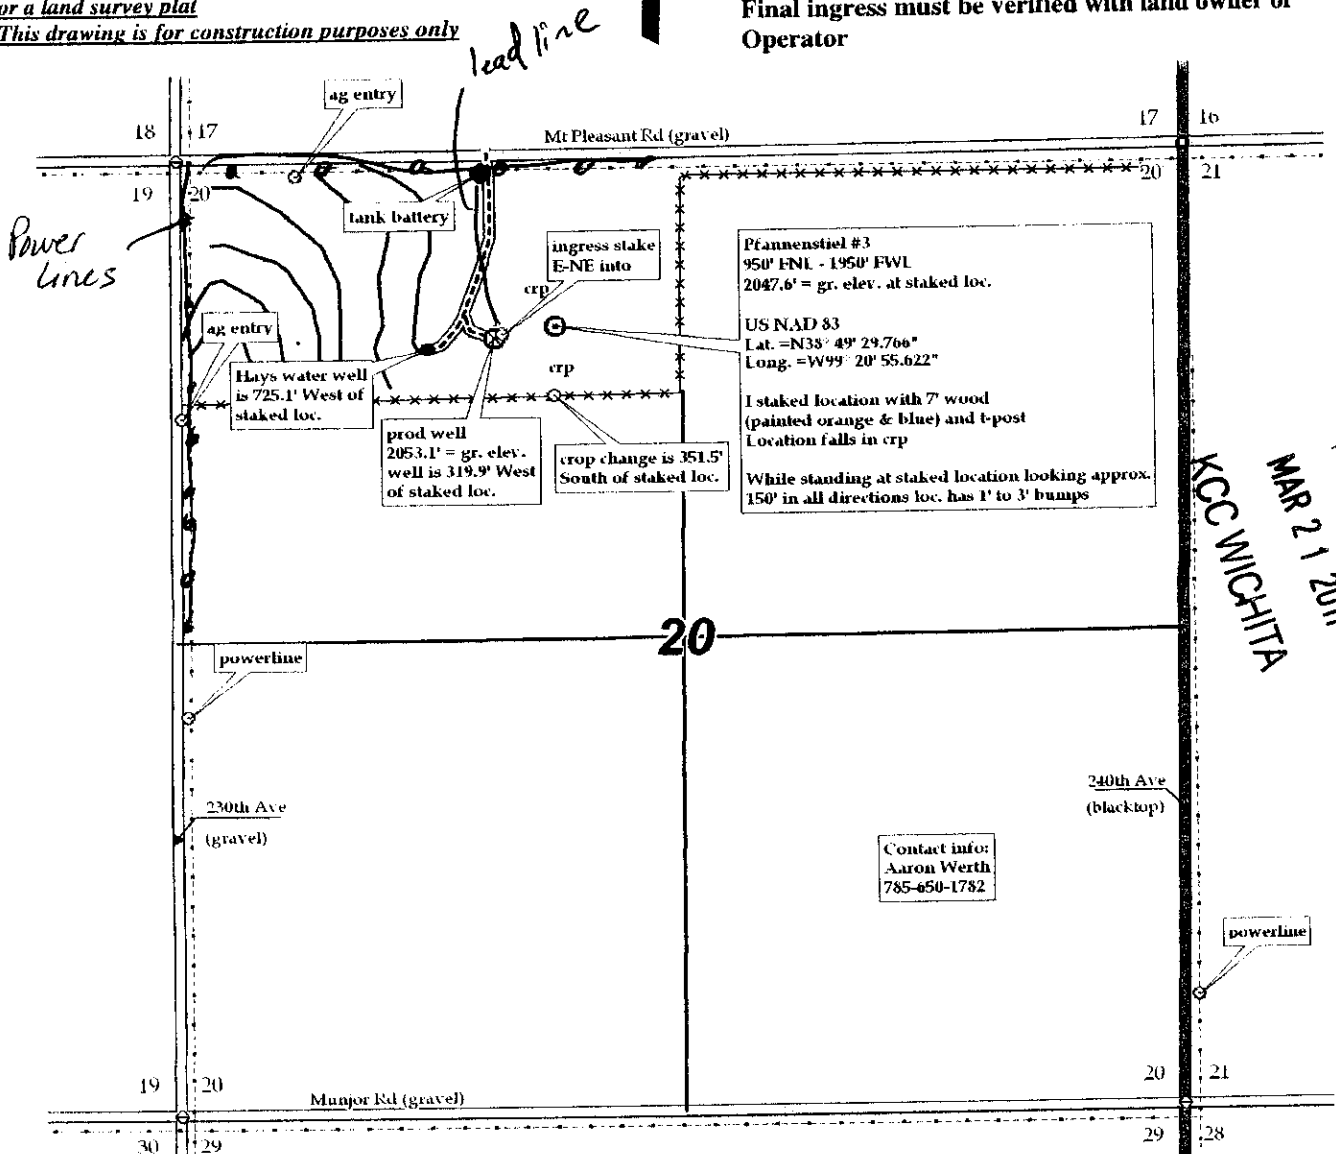 or a land survey plat
This drawing is for construction purposes only
Final ingress must be verified with land owner or
Operator
lead line
ag entry
18 17
Mt Pleasant Rd (gravel)
17 16
19 20
20 21
Power
Lines
tank battery
ingress stake
E-NE into
crp
Pfannenstiel #3
950' FNL - 1950' FWL
2047.6' = gr. elev. at staked loc.
US NAD 83
Lat. =N38° 49' 29.766"
Long. =W99° 20' 55.622"
I staked location with 7' wood
(painted orange & blue) and t-post
Location falls in crp
While standing at staked location looking approx.
150' in all directions loc. has 1' to 3' bumps
ag entry
Hays water well
is 725.1' West of
staked loc.
crp
prod well
2053.1' = gr. elev.
well is 319.9' West
of staked loc.
crop change is 351.5'
South of staked loc.
MAR 21 2011
KCC WICHITA
20
powerline
230th Ave
(gravel)
240th Ave
(blacktop)
Contact info:
Aaron Werth
785-650-1782
powerline
19 20
Munjor Rd (gravel)
20 21
30 29
29 28